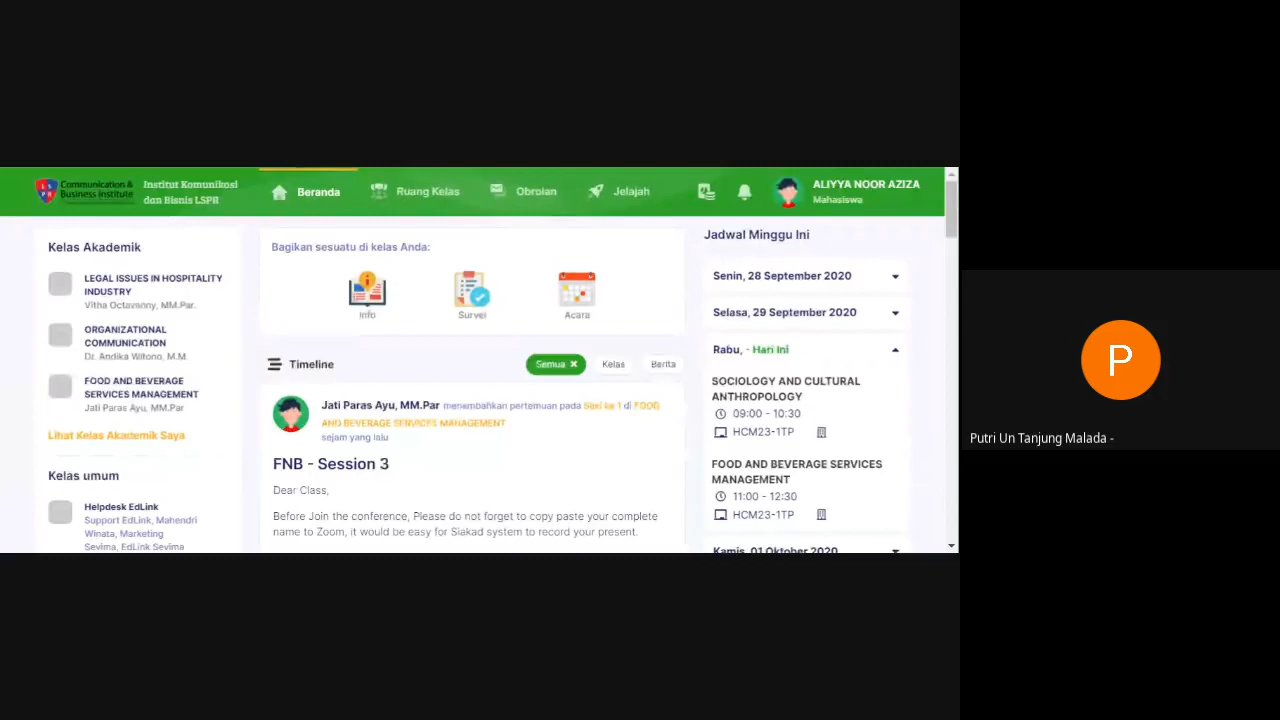 Communication &
Business Institute
Institut Komunikosi
dan Bisnis LSPR
Beranda
Ruang Kelas
Obrolan
Jelajah
ALIYYA NOOR AZIZA
Mahasiswa
Kelas Akademik
LEGAL ISSUES IN HOSPITALITY
INDUSTRY
Vitha Octavanny, MM.Par.
ORGANIZATIONAL
COMMUNICATION
Dr. Andika Witono, M.M.
FOOD AND BEVERAGE
SERVICES MANAGEMENT
Jati Paras Ayu, MM.Par
Lihat Kelas Akademik Saya
Kelas umum
Helpdesk EdLink
Support EdLink, Mahendri
Winata, Marketing
Sevima, EdLink Sevima
Bagikan sesuatu di kelas Anda:
Info
Survei
Acara
Timeline
Semua ×
Kelas
Berita
Jati Paras Ayu, MM.Par menambahkan pertemuan pada Sesi ke 1 di FOOD
AND BEVERAGE SERVICES MANAGEMENT
sejam yang lalu
FNB - Session 3
Dear Class,
Before Join the conference, Please do not forget to copy paste your complete
name to Zoom, it would be easy for Siakad system to record your present.
Jadwal Minggu Ini
Senin, 28 September 2020
Selasa, 29 September 2020
Rabu, - Hari Ini
SOCIOLOGY AND CULTURAL
ANTHROPOLOGY
09:00 - 10:30
HCM23-1TP
FOOD AND BEVERAGE SERVICES
MANAGEMENT
11:00 - 12:30
HCM23-1TP
Kamis, 01 Oktober 2020
P
Putri Un Tanjung Malada -